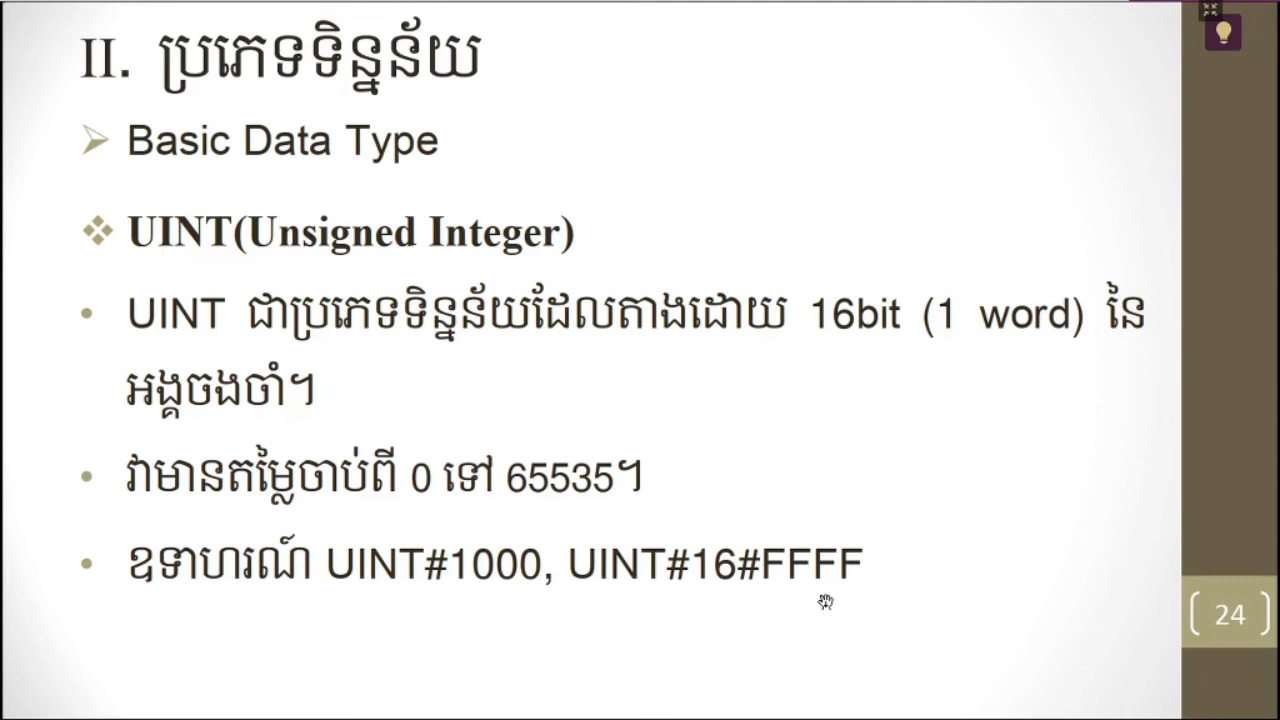 II. ប្រភេទទិន្នន័យ
Basic Data Type
UINT(Unsigned Integer)
UINT ជាប្រភេទទិន្នន័យដែលតាងដោយ 16bit (1 word) នៃ
អង្គចងចាំ។
វាមានតម្លៃចាប់ពី 0 ទៅ 65535។
ឧទាហរណ៍ UINT#1000, UINT#16#FFFF
24